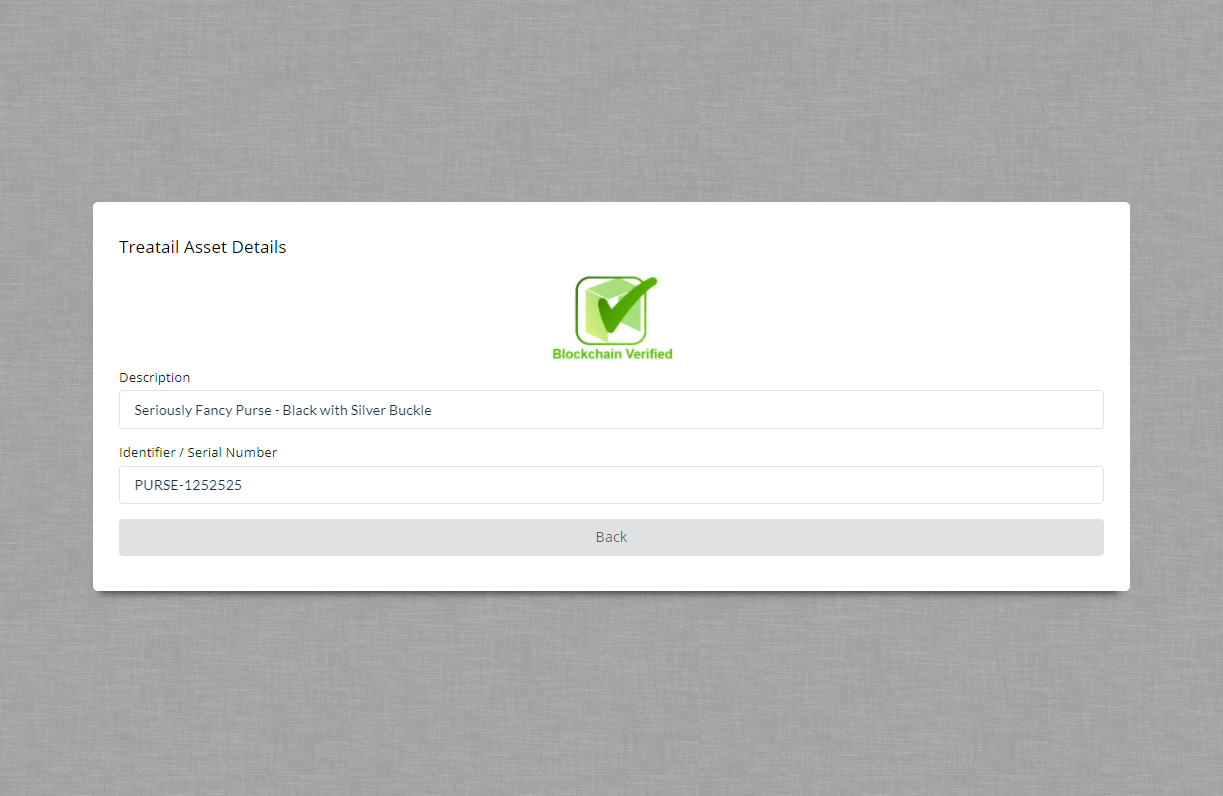 Treatail Asset Details
Blockchain Verified
Description
Seriously Fancy Purse - Black with Silver Buckle
Identifier / Serial Number
PURSE-1252525
Back